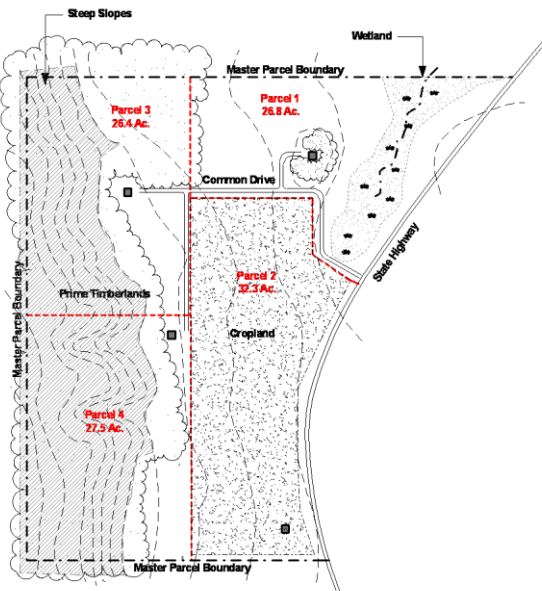 Steep Slopes
Wetland
Master Parcel Boundary
Parcel 3
26.4 Ac.
Parcel 1
26.8 Ac.
Common Drive
State Highway
Parcel 2
32.3 Ac.
Prime Timberlands
Master Parcel Boundary
Cropland
Parcel 4
27.5 Ac.
Master Parcel Boundary